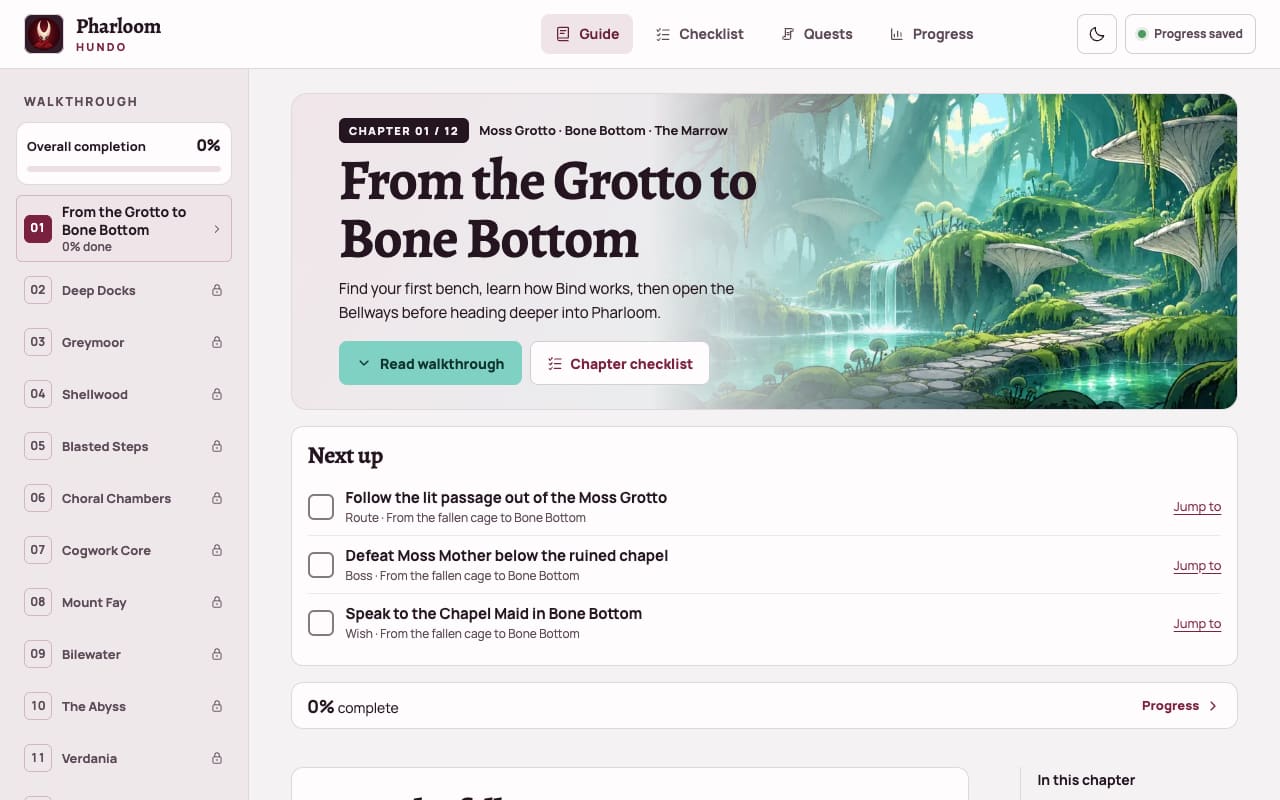 Pharloom
HUNDO
Guide
Checklist
Quests
Progress
Progress saved
WALKTHROUGH
Overall completion 0%
01 From the Grotto to
Bone Bottom
0% done
02 Deep Docks
03 Greymoor
04 Shellwood
05 Blasted Steps
06 Choral Chambers
07 Cogwork Core
08 Mount Fay
09 Bilewater
10 The Abyss
11 Verdania
CHAPTER 01 / 12 Moss Grotto · Bone Bottom · The Marrow
From the Grotto to
Bone Bottom
Find your first bench, learn how Bind works, then open the
Bellways before heading deeper into Pharloom.
Read walkthrough
Chapter checklist
Next up
Follow the lit passage out of the Moss Grotto
Route · From the fallen cage to Bone Bottom
Jump to
Defeat Moss Mother below the ruined chapel
Boss · From the fallen cage to Bone Bottom
Jump to
Speak to the Chapel Maid in Bone Bottom
Wish · From the fallen cage to Bone Bottom
Jump to
0% complete
Progress
In this chapter